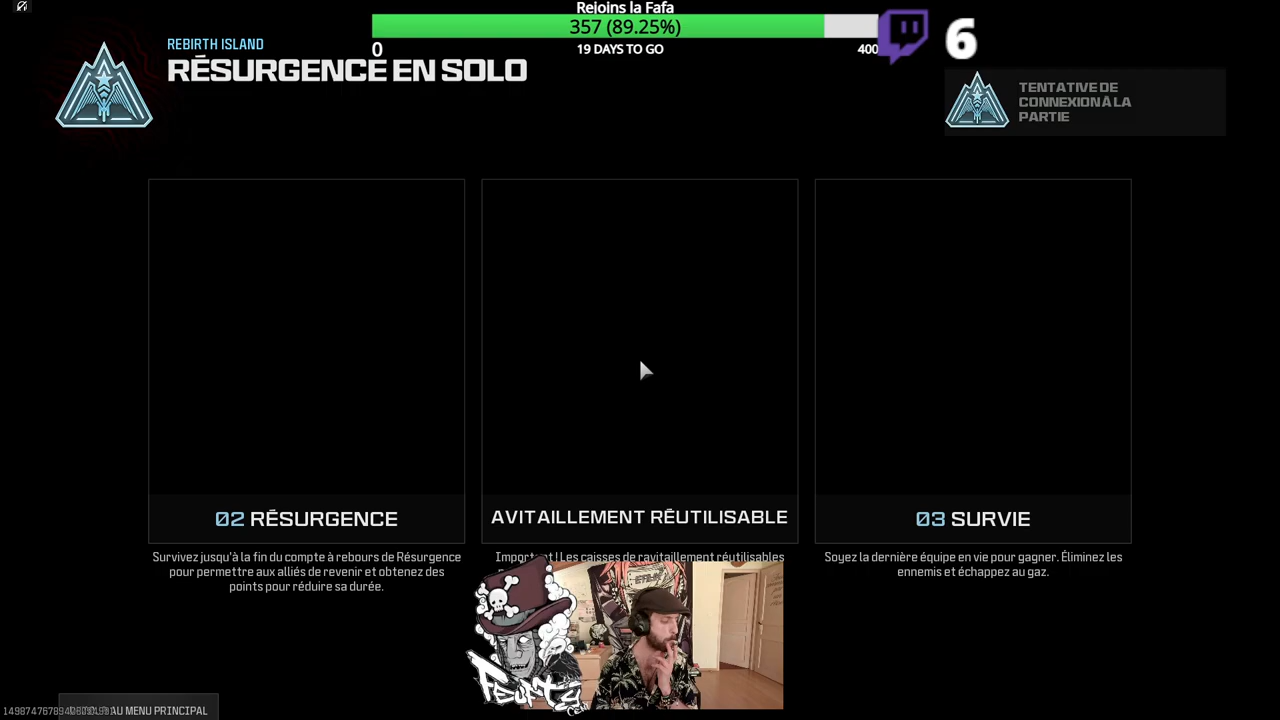 Rejoins la Fafa
357 (89.25%)
0
19 DAYS TO GO
400
6
REBIRTH ISLAND
RÉSURGENCE EN SOLO
TENTATIVE DE
CONNEXION À LA
PARTIE
02 RÉSURGENCE
Survivez jusqu'à la fin du compte à rebours de Résurgence
pour permettre aux alliés de revenir et obtenez des
points pour réduire sa durée.
AVITAILLEMENT RÉUTILISABLE
Important ! Les caisses de ravitaillement réutilisables
03 SURVIE
Soyez la dernière équipe en vie pour gagner. Éliminez les
ennemis et échappez au gaz.
FEUFTY
AU MENU PRINCIPAL